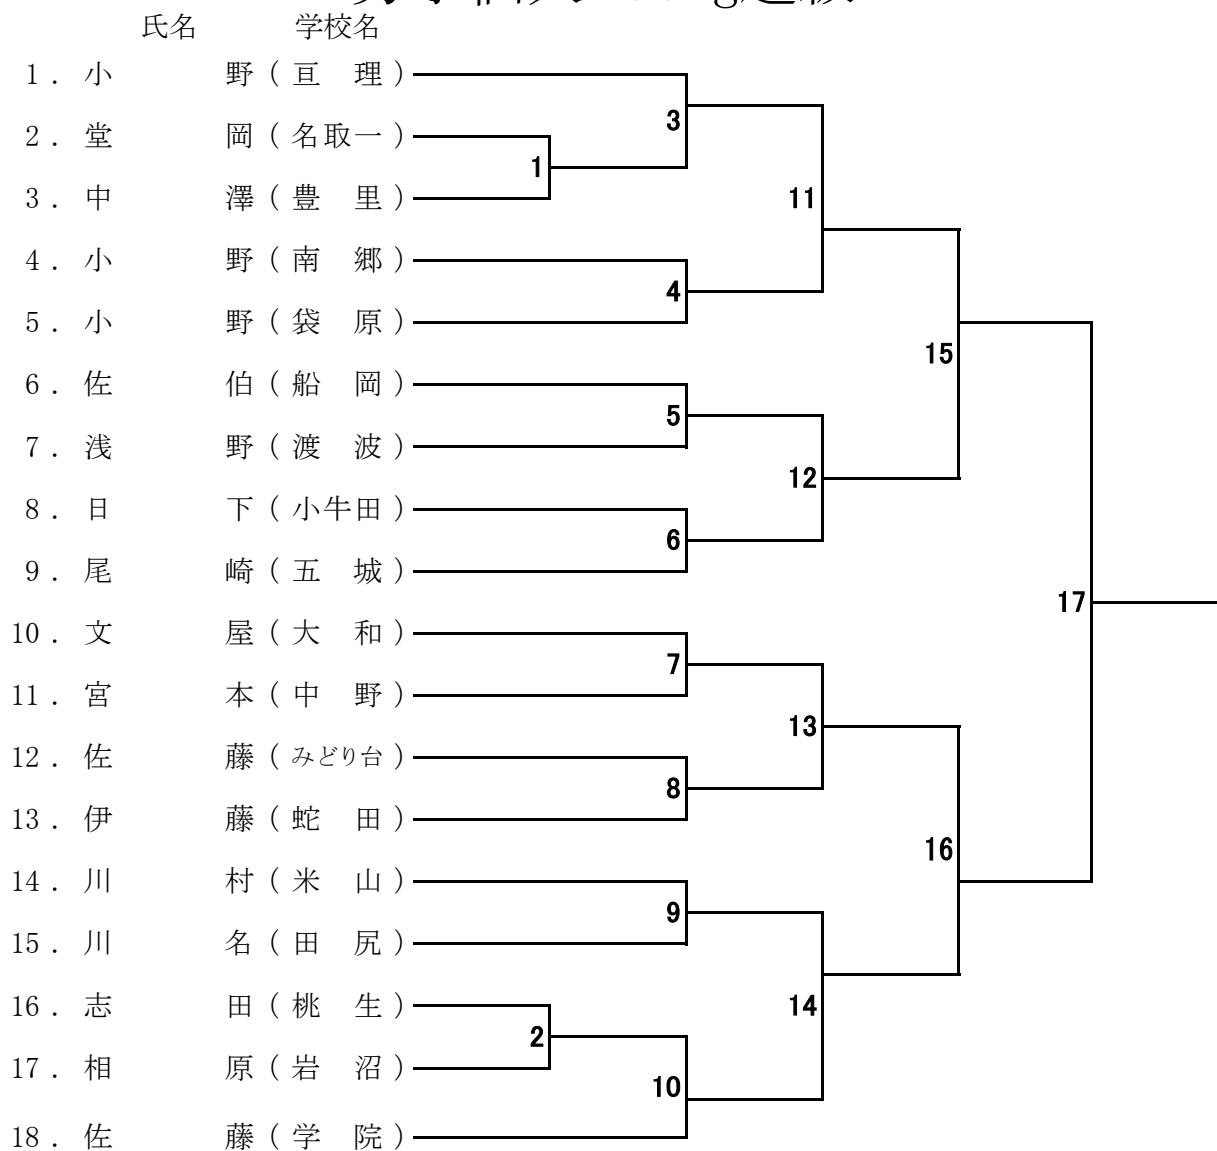 氏名 学校名
1. 小 野 ( 亘 理 )
2. 堂 岡 ( 名取一 )
3. 中 澤 ( 豊 里 )
4. 小 野 ( 南 郷 )
5. 小 野 ( 袋 原 )
6. 佐 伯 ( 船 岡 )
7. 浅 野 ( 渡 波 )
8. 日 下 ( 小牛田 )
9. 尾 崎 ( 五 城 )
10. 文 屋 ( 大 和 )
11. 宮 本 ( 中 野 )
12. 佐 藤 ( みどり台 )
13. 伊 藤 ( 蛇 田 )
14. 川 村 ( 米 山 )
15. 川 名 ( 田 尻 )
16. 志 田 ( 桃 生 )
17. 相 原 ( 岩 沼 )
18. 佐 藤 ( 学 院 )
1
2
3
4
5
6
7
8
9
10
11
12
13
14
15
16
17